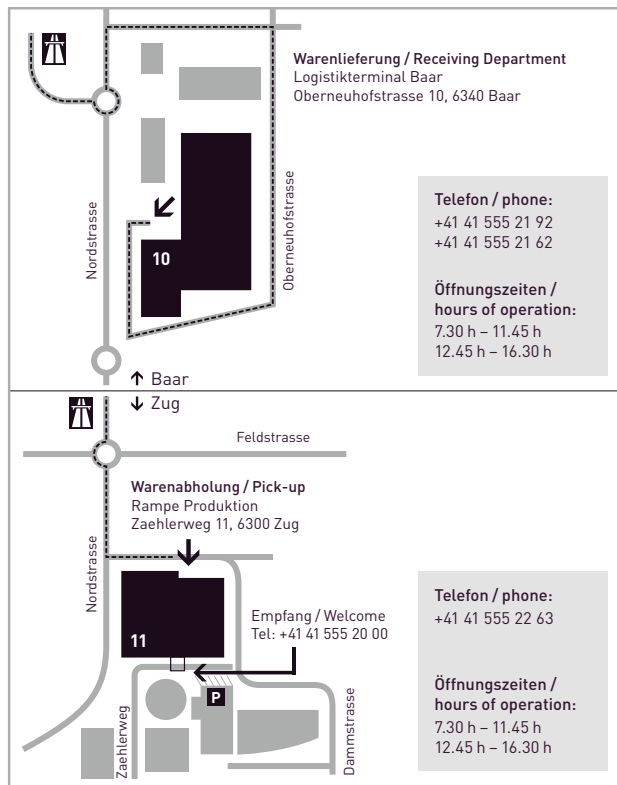 Warenlieferung / Receiving Department
Logistikterminal Baar
Oberneuhofstrasse 10, 6340 Baar
Nordstrasse
10
Oberneuhofstrasse
Telefon / phone:
+41 41 555 21 92
+41 41 555 21 62
Öffnungszeiten /
hours of operation:
7.30 h – 11.45 h
12.45 h – 16.30 h
↑ Baar
↓ Zug
Feldstrasse
Warenabholung / Pick-up
Rampe Produktion
Zaehlerweg 11, 6300 Zug
Nordstrasse
11
Empfang / Welcome
Tel: +41 41 555 20 00
P
Zaehlerweg
Dammstrasse
Telefon / phone:
+41 41 555 22 63
Öffnungszeiten /
hours of operation:
7.30 h – 11.45 h
12.45 h – 16.30 h